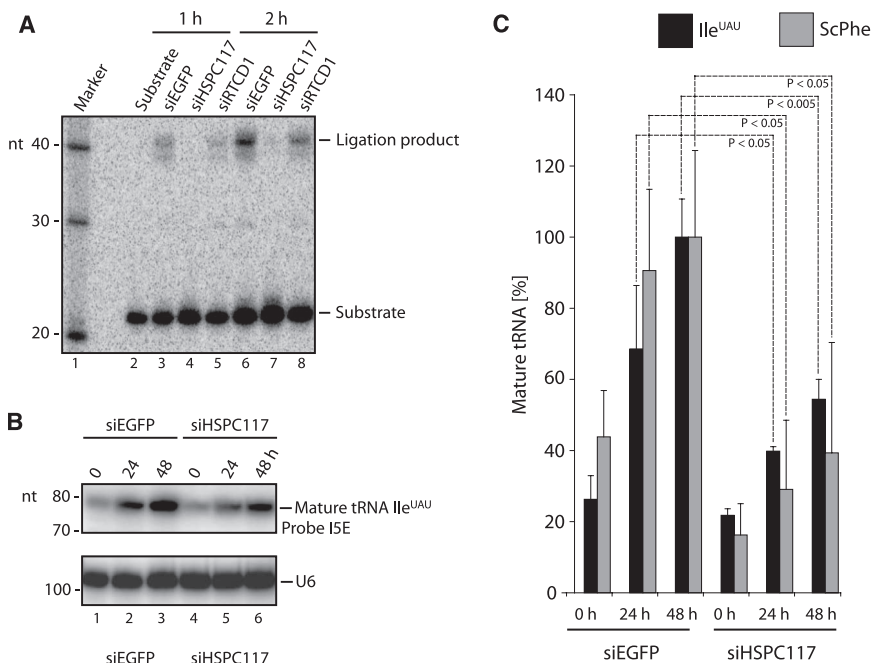 A
1 h
2 h
Marker
Substrate
siEGFP
siHSPC117
siRTCD1
siEGFP
siHSPC117
siRTCD1
nt 40
Ligation product
30
Substrate
20
1 2 3 4 5 6 7 8
B
siEGFP siHSPC117
0 24 48 0 24 48 h
nt 80
Mature tRNA Ile^UAU
70
Probe I5E
U6
100
1 2 3 4 5 6
siEGFP siHSPC117
C
Ile^UAU
ScPhe
P < 0.05
P < 0.005
P < 0.05
P < 0.05
Mature tRNA [%]
140
120
100
80
60
40
20
0
0 h 24 h 48 h 0 h 24 h 48 h
siEGFP siHSPC117